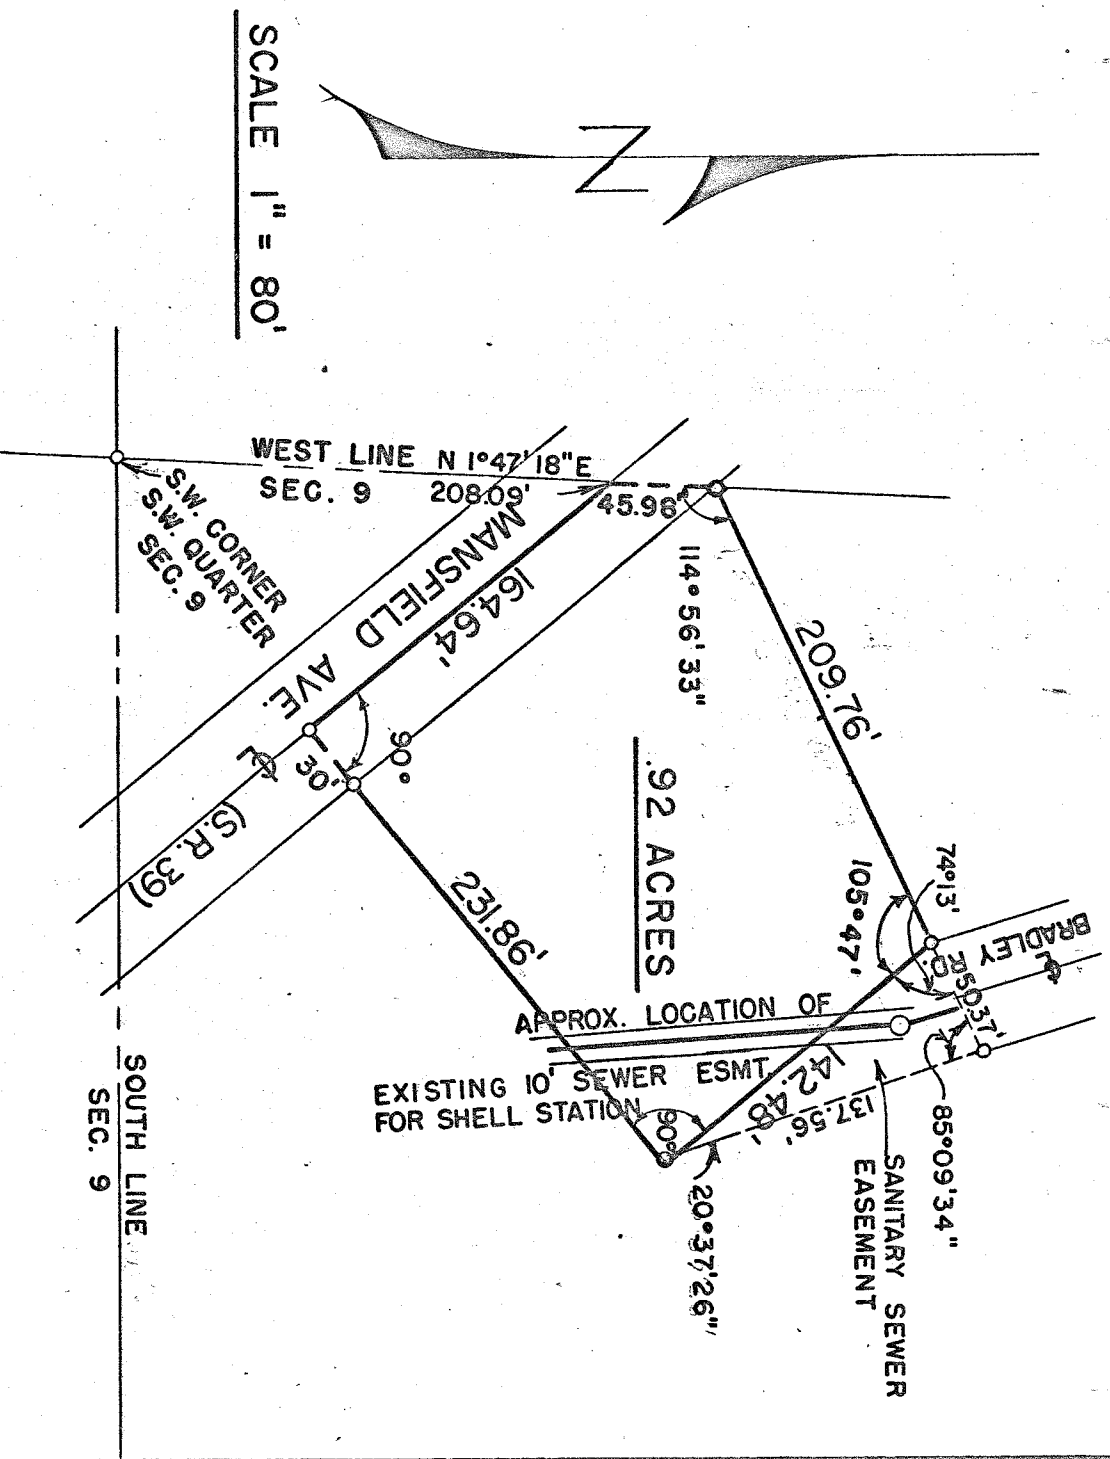 SCALE 1" = 80'
N
WEST LINE N 1°47'18"E
SEC. 9 208.09'
45.98'
S.W. CORNER
S.W. QUARTER
SEC. 9
MANSFIELD AVE.
164.64'
℄
(S.R. 39)
30'
90°
114°56'33"
209.76'
.92 ACRES
231.86'
74°13'
105°47'
BRADLEY RD.
℄
50.37'
APPROX. LOCATION OF
EXISTING 10' SEWER ESMT.
FOR SHELL STATION
142.48'
137.56'
90°
20°37'26"
85°09'34"
SANITARY SEWER
EASEMENT
SOUTH LINE
SEC. 9